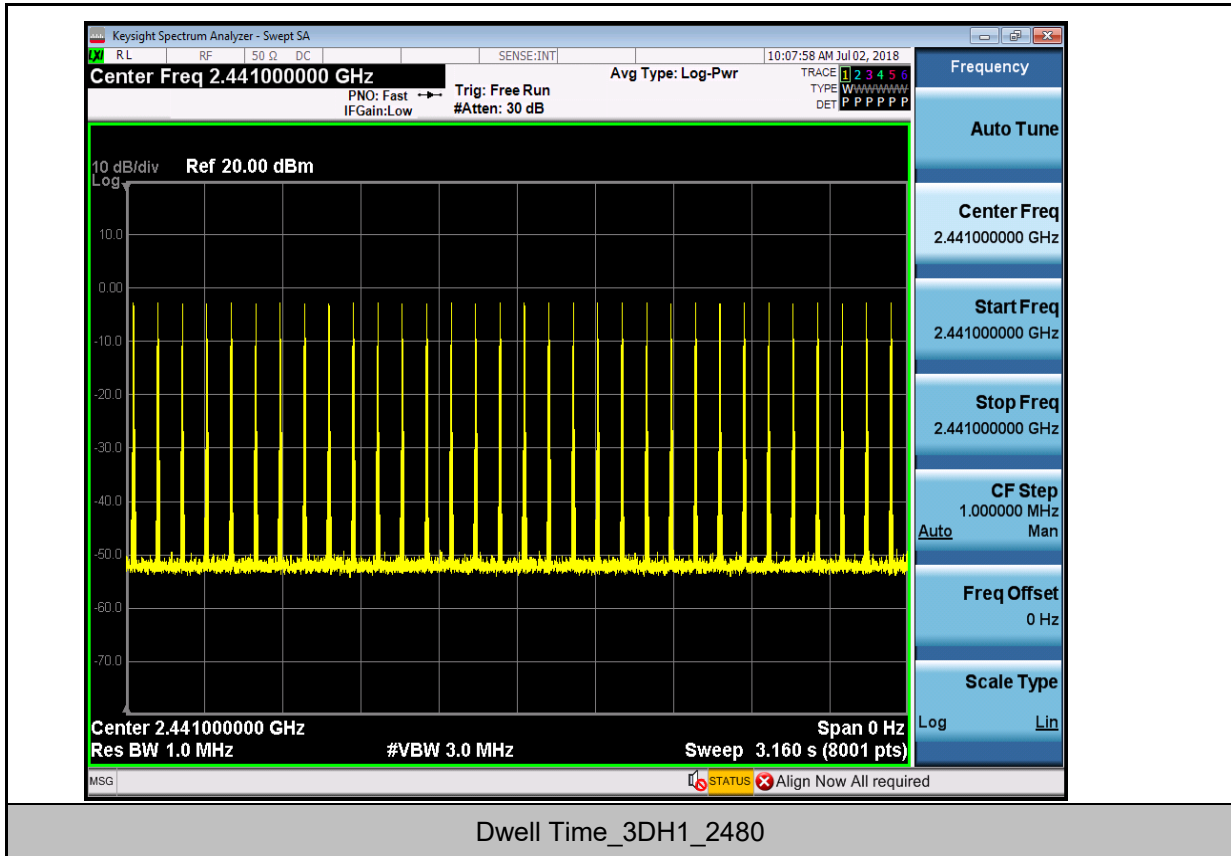 Keysight Spectrum Analyzer - Swept SA
LXI RL RF 50 Ω DC SENSE:INT 10:07:58 AM Jul 02, 2018
Center Freq 2.441000000 GHz
PNO: Fast
IFGain:Low
Trig: Free Run
#Atten: 30 dB
Avg Type: Log-Pwr
TRACE 1 2 3 4 5 6
TYPE WWWWWW
DET P P P P P P
10 dB/div Ref 20.00 dBm
Log
10.0
0.00
-10.0
-20.0
-30.0
-40.0
-50.0
-60.0
-70.0
Center 2.441000000 GHz Span 0 Hz
Res BW 1.0 MHz #VBW 3.0 MHz Sweep 3.160 s (8001 pts)
MSG STATUS Align Now All required
Frequency
Auto Tune
Center Freq
2.441000000 GHz
Start Freq
2.441000000 GHz
Stop Freq
2.441000000 GHz
CF Step
1.000000 MHz
Auto Man
Freq Offset
0 Hz
Scale Type
Log Lin
Dwell Time_3DH1_2480